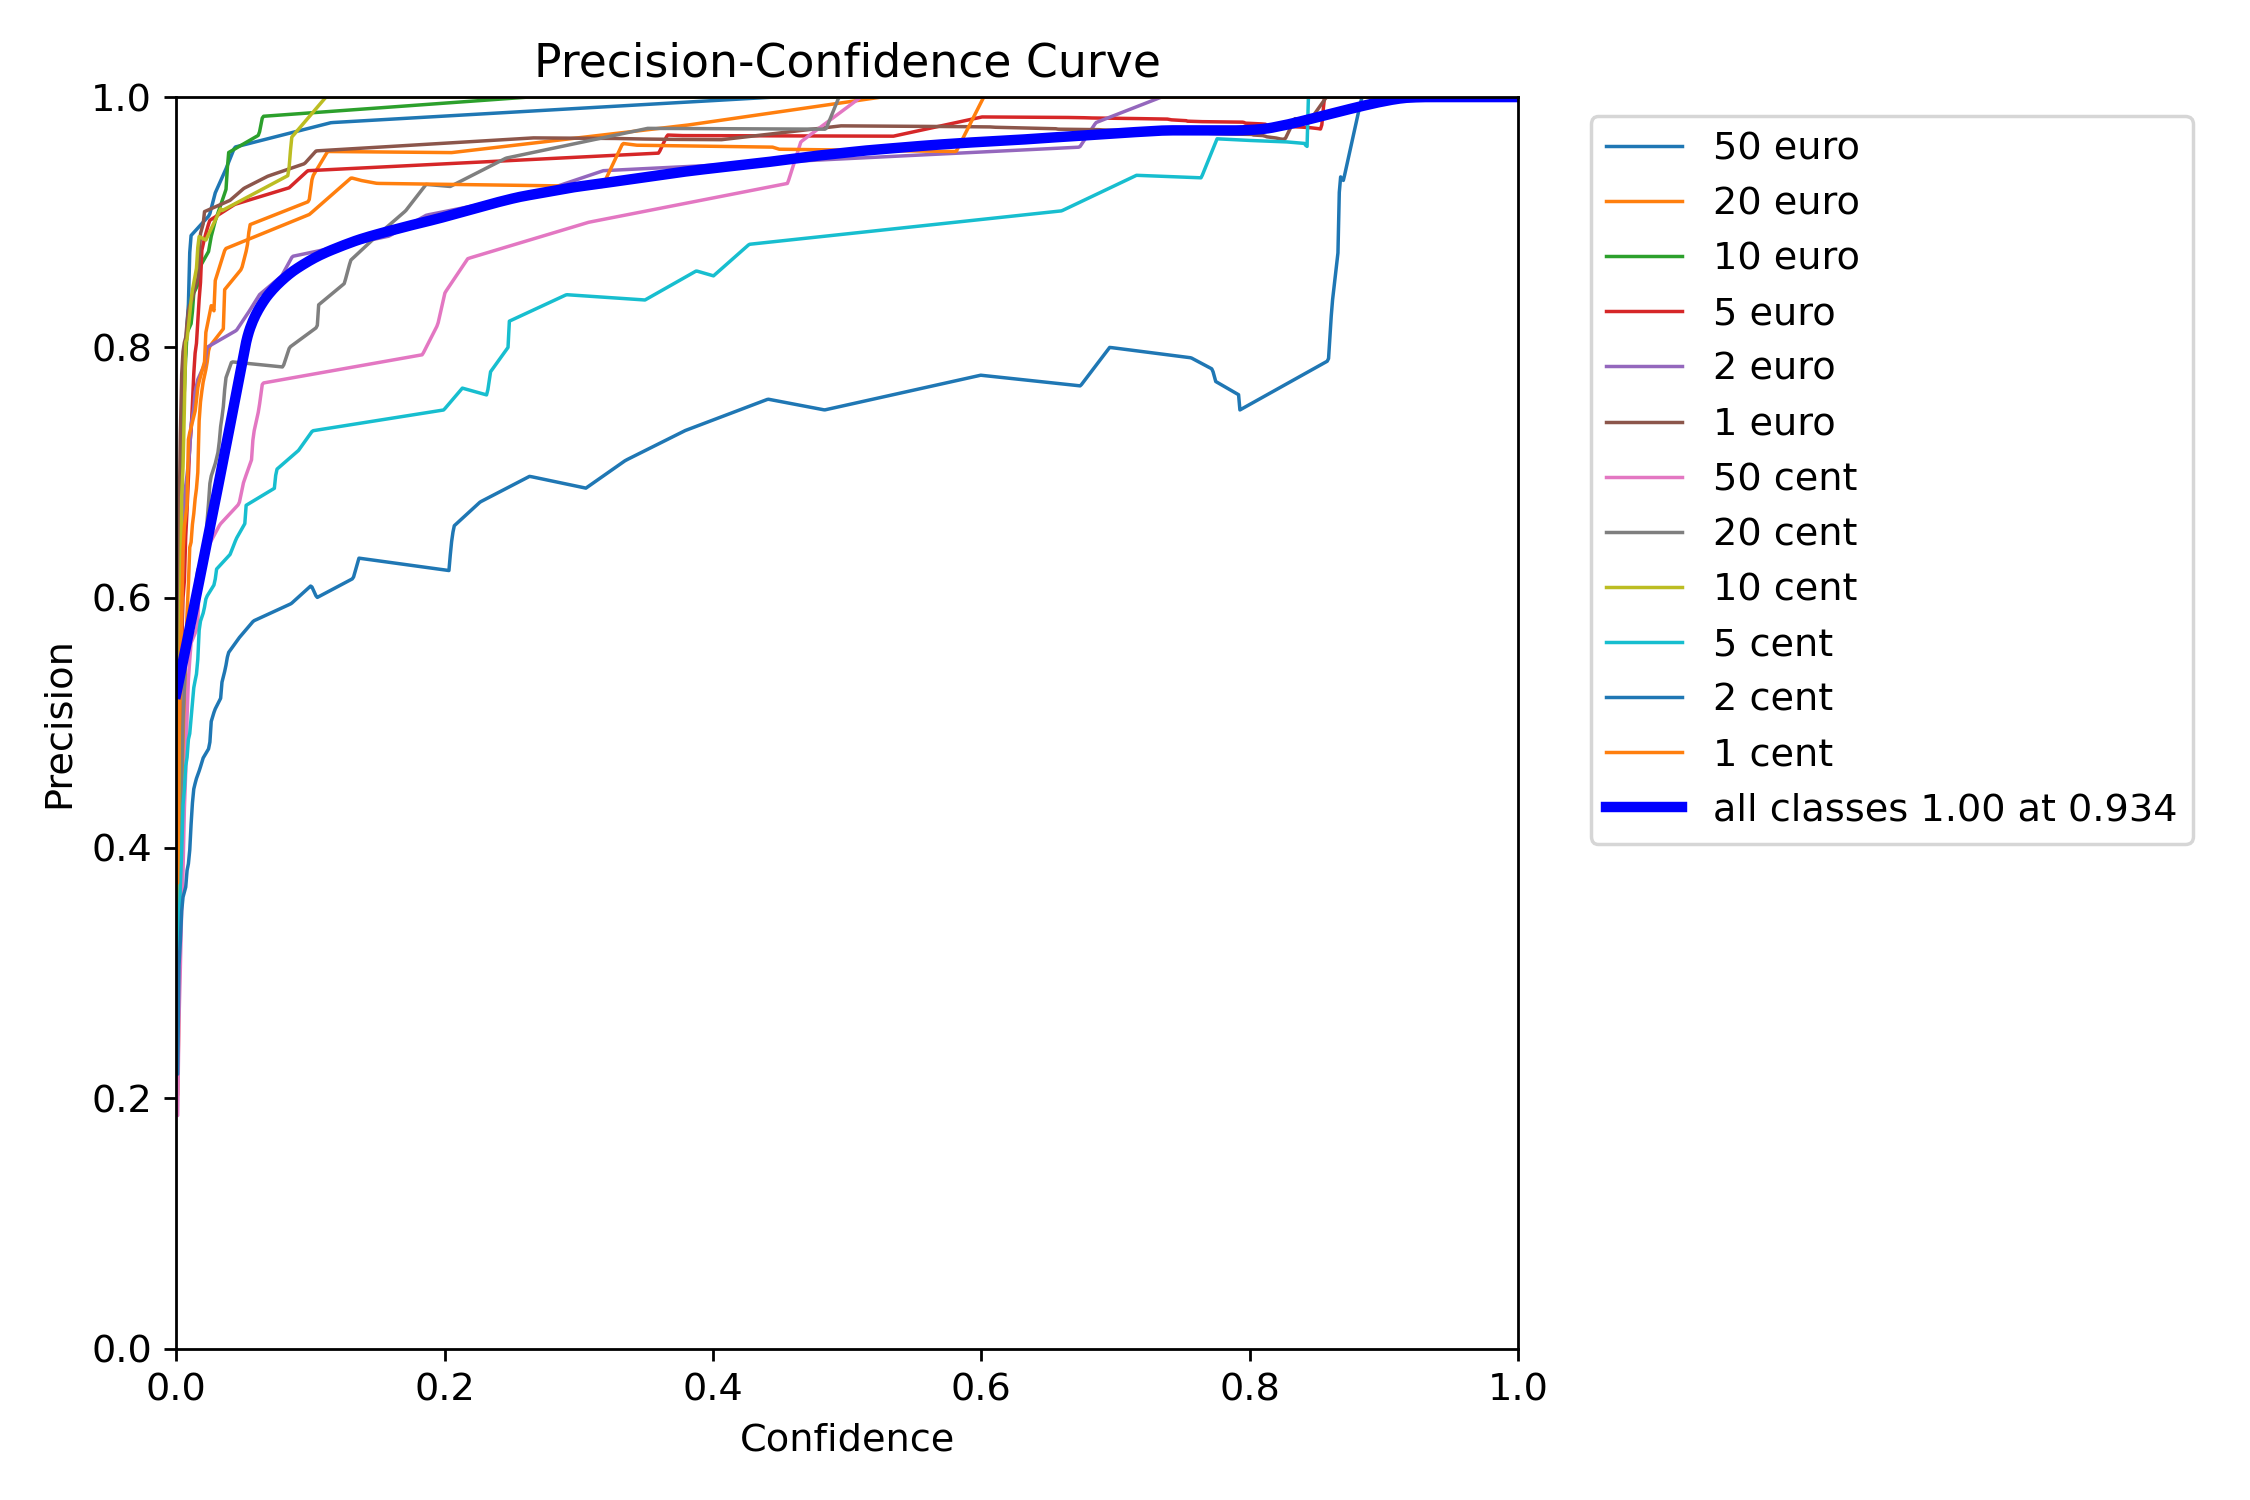 Precision-Confidence Curve
1.0
0.8
0.6
0.4
0.2
0.0
Precision
0.0 0.2 0.4 0.6 0.8 1.0
Confidence
50 euro
20 euro
10 euro
5 euro
2 euro
1 euro
50 cent
20 cent
10 cent
5 cent
2 cent
1 cent
all classes 1.00 at 0.934